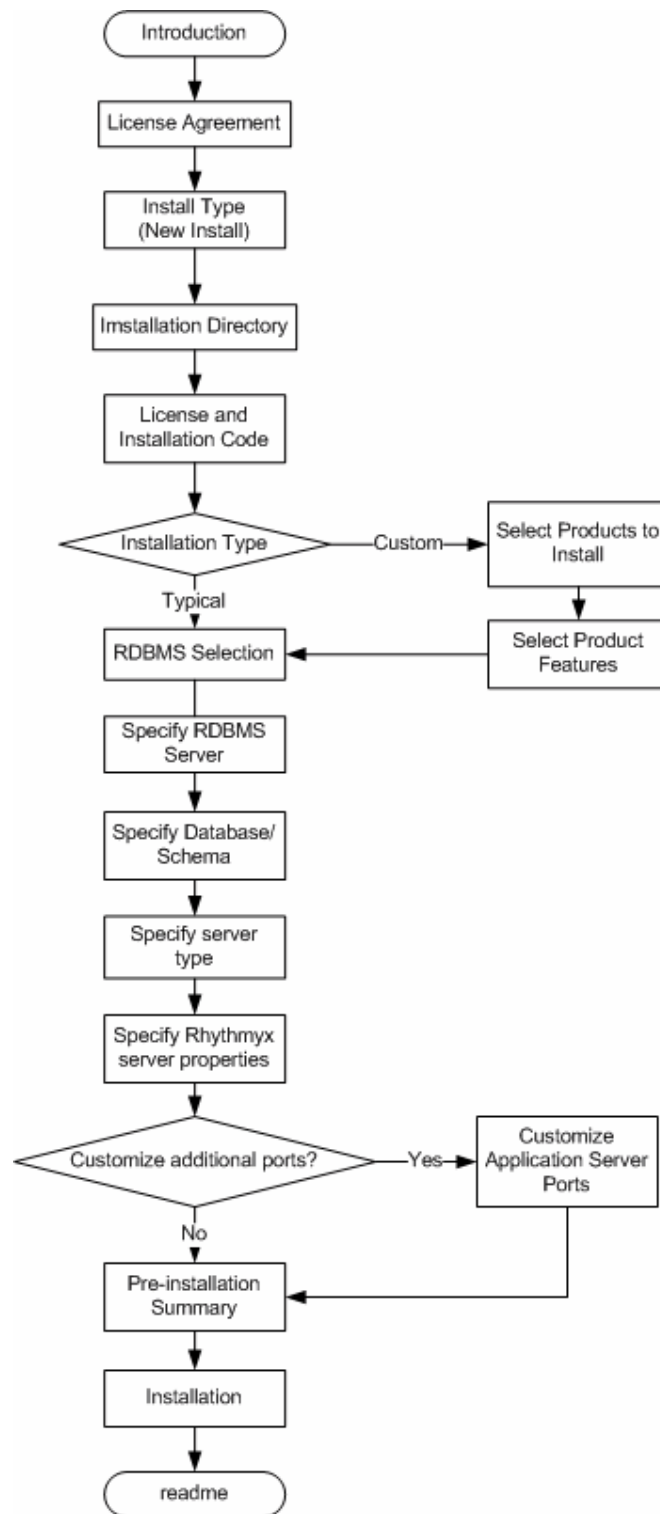 Introduction
License Agreement
Install Type
(New Install)
Imstallation Directory
License and
Installation Code
Installation Type
Custom
Select Products to
Install
Typical
Select Product
Features
RDBMS Selection
Specify RDBMS
Server
Specify Database/
Schema
Specify server
type
Specify Rhythmyx
server properties
Customize additional ports?
Yes
Customize
Application Server
Ports
No
Pre-installation
Summary
Installation
readme